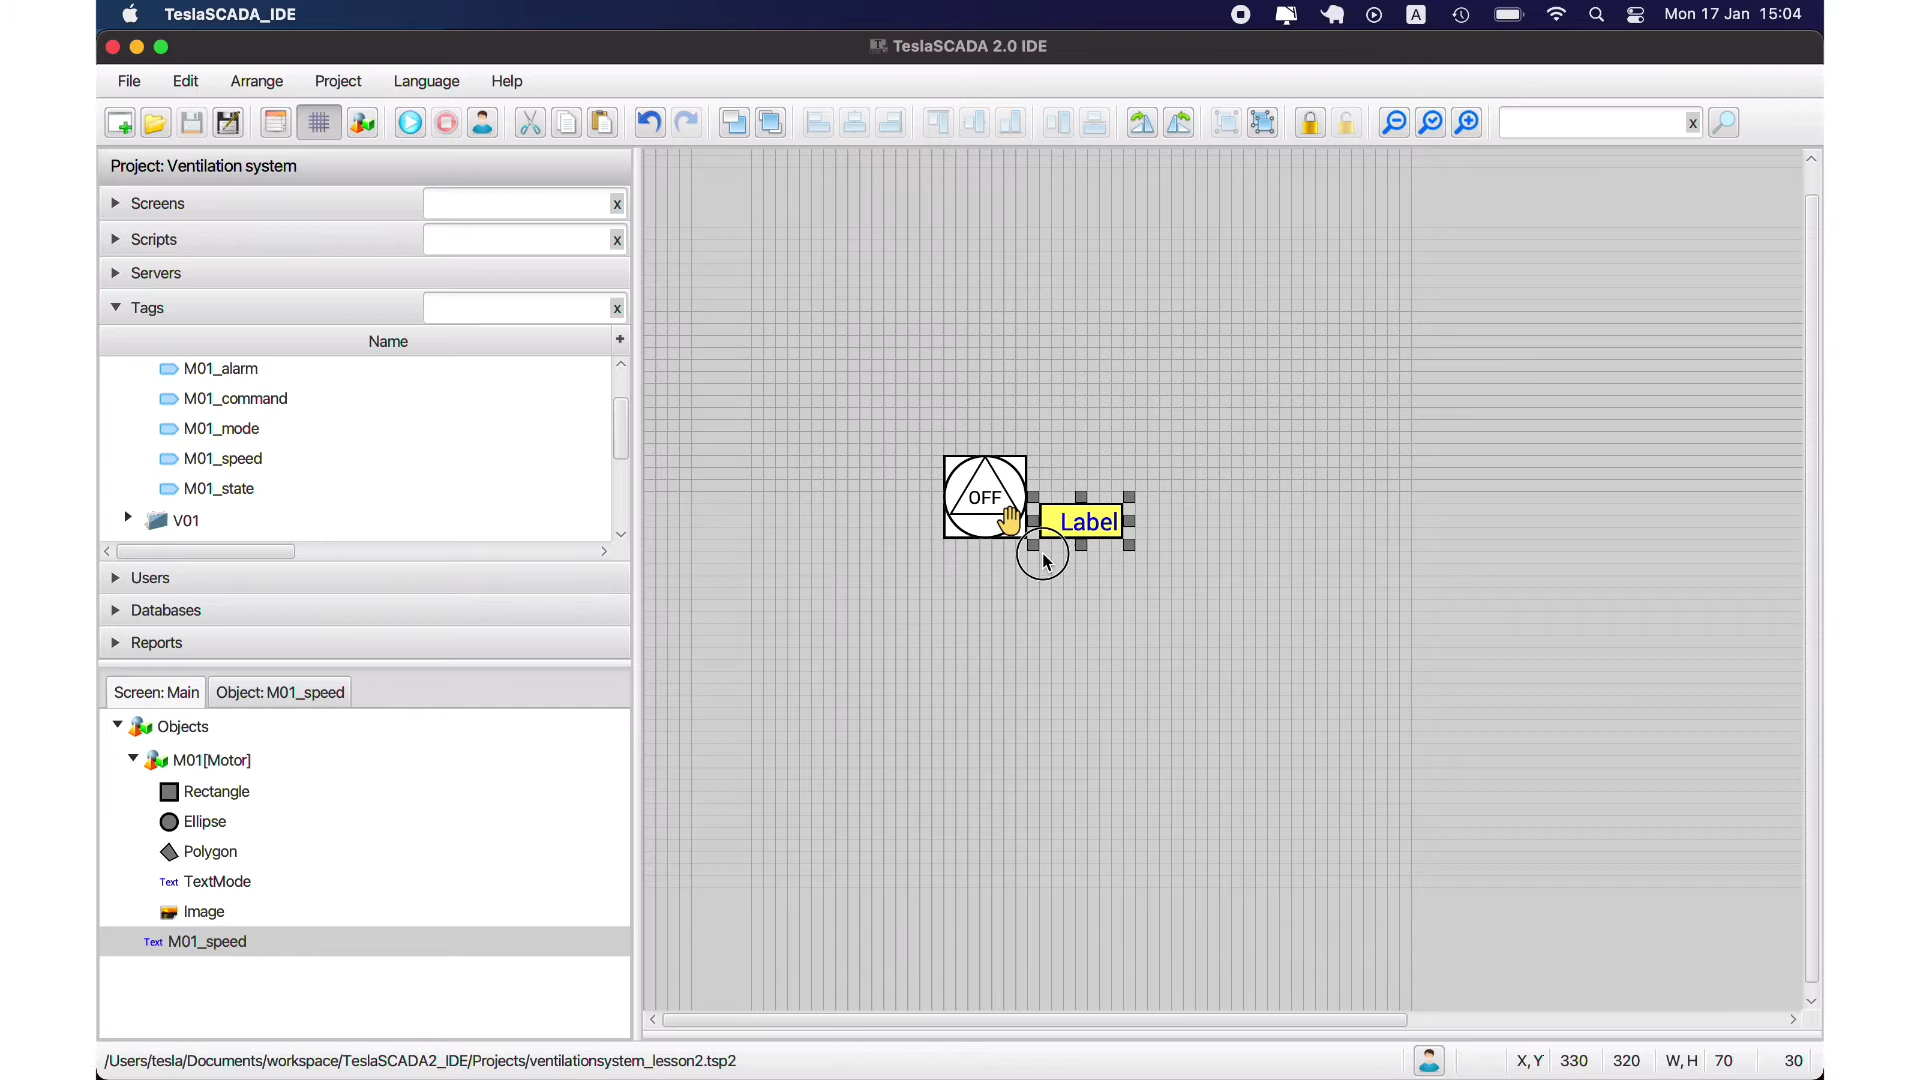 TeslaSCADA_IDE
A
Mon 17 Jan 15:04
TeslaSCADA 2.0 IDE
File Edit Arrange Project Language Help
x
Project: Ventilation system
Screens x
Scripts x
Servers
Tags x
Name +
M01_alarm
M01_command
M01_mode
M01_speed
M01_state
V01
Users
Databases
Reports
Screen: Main Object: M01_speed
Objects
M01[Motor]
Rectangle
Ellipse
Polygon
Text TextMode
Image
Text M01_speed
OFF
Label
/Users/tesla/Documents/workspace/TeslaSCADA2_IDE/Projects/ventilationsystem_lesson2.tsp2
X,Y 330 320 W,H 70 30